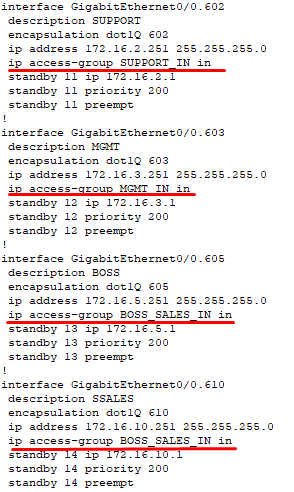 interface GigabitEthernet0/0.602
description SUPPORT
encapsulation dot1Q 602
ip address 172.16.2.251 255.255.255.0
ip access-group SUPPORT_IN in
standby 11 ip 172.16.2.1
standby 11 priority 200
standby 11 preempt
!
interface GigabitEthernet0/0.603
description MGMT
encapsulation dot1Q 603
ip address 172.16.3.251 255.255.255.0
ip access-group MGMT_IN in
standby 12 ip 172.16.3.1
standby 12 priority 200
standby 12 preempt
!
interface GigabitEthernet0/0.605
description BOSS
encapsulation dot1Q 605
ip address 172.16.5.251 255.255.255.0
ip access-group BOSS_SALES_IN in
standby 13 ip 172.16.5.1
standby 13 priority 200
standby 13 preempt
!
interface GigabitEthernet0/0.610
description SSALES
encapsulation dot1Q 610
ip address 172.16.10.251 255.255.255.0
ip access-group BOSS_SALES_IN in
standby 14 ip 172.16.10.1
standby 14 priority 200
standby 14 preempt